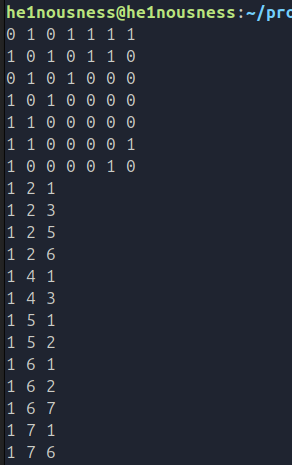 he1nousness@he1nousness:~/pro
0 1 0 1 1 1 1
1 0 1 0 1 1 0
0 1 0 1 0 0 0
1 0 1 0 0 0 0
1 1 0 0 0 0 0
1 1 0 0 0 0 1
1 0 0 0 0 1 0
1 2 1
1 2 3
1 2 5
1 2 6
1 4 1
1 4 3
1 5 1
1 5 2
1 6 1
1 6 2
1 6 7
1 7 1
1 7 6